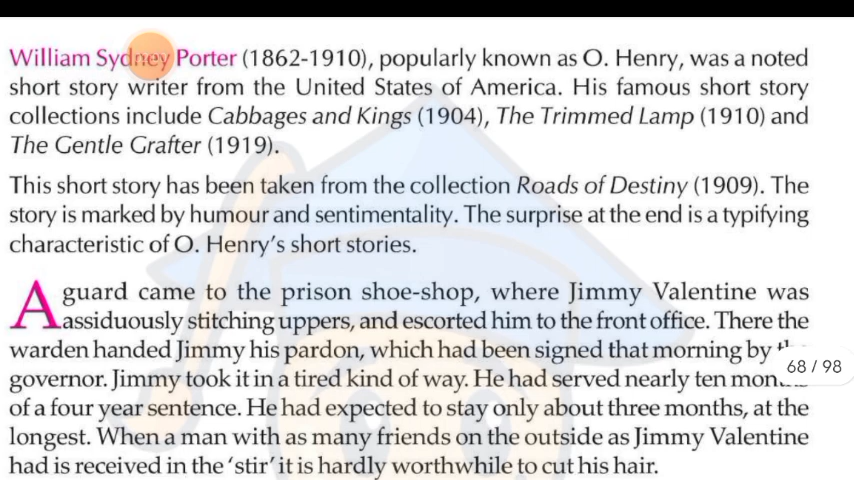 William Sydney Porter (1862-1910), popularly known as O. Henry, was a noted
short story writer from the United States of America. His famous short story
collections include Cabbages and Kings (1904), The Trimmed Lamp (1910) and
The Gentle Grafter (1919).
This short story has been taken from the collection Roads of Destiny (1909). The
story is marked by humour and sentimentality. The surprise at the end is a typifying
characteristic of O. Henry's short stories.
A guard came to the prison shoe-shop, where Jimmy Valentine was
assiduously stitching uppers, and escorted him to the front office. There the
warden handed Jimmy his pardon, which had been signed that morning by
68 / 98
governor. Jimmy took it in a tired kind of way. He had served nearly ten
of a four year sentence. He had expected to stay only about three months, at the
longest. When a man with as many friends on the outside as Jimmy Valentine
had is received in the 'stir' it is hardly worthwhile to cut his hair.